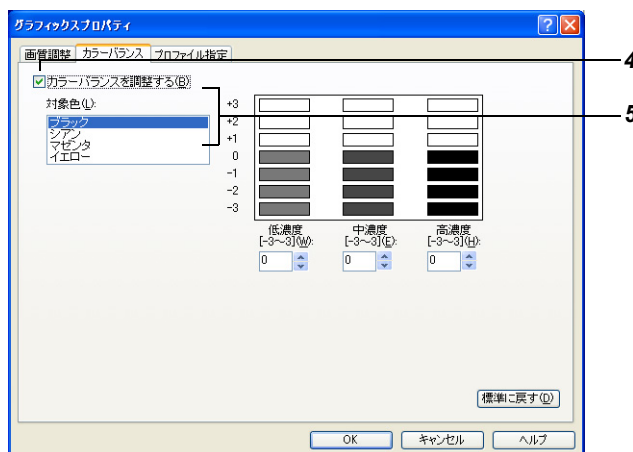 グラフィックスプロパティ
画質調整 カラーバランス プロファイル指定
4
カラーバランスを調整する(B)
5
対象色(L):
ブラック
シアン
マゼンタ
イエロー
+3
+2
+1
0
-1
-2
-3
低濃度 中濃度 高濃度
[-3~3](W): [-3~3](E): [-3~3](H):
0 0 0
標準に戻す(D)
OK キャンセル ヘルプ